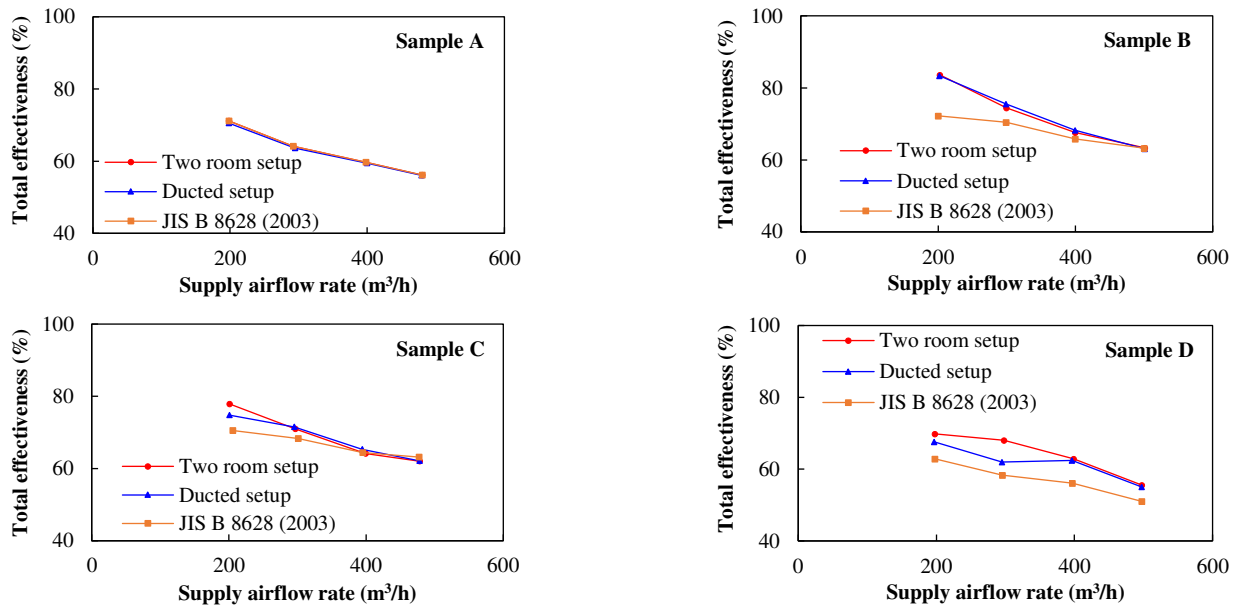 Total effectiveness (%)
100
80
60
40
Sample A
Two room setup
Ducted setup
JIS B 8628 (2003)
0
200
400
600
Supply airflow rate (m³/h)
Total effectiveness (%)
100
80
60
40
Sample B
Two room setup
Ducted setup
JIS B 8628 (2003)
0
200
400
600
Supply airflow rate (m³/h)
Total effectiveness (%)
100
80
60
40
Sample C
Two room setup
Ducted setup
JIS B 8628 (2003)
0
200
400
600
Supply airflow rate (m³/h)
Total effectiveness (%)
100
80
60
40
Two room setup
Sample D
Ducted setup
JIS B 8628 (2003)
0
200
400
600
Supply airflow rate (m³/h)